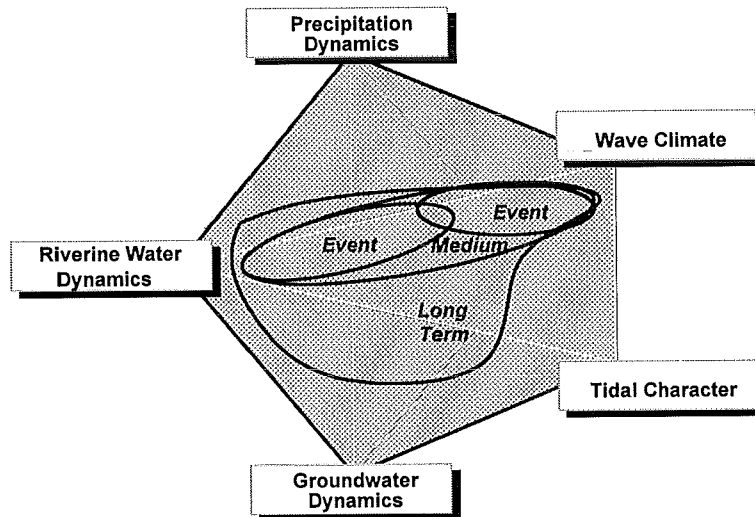 Precipitation
Dynamics
Wave Climate
Event
Event
Medium
Riverine Water
Dynamics
Long
Term
Tidal Character
Groundwater
Dynamics